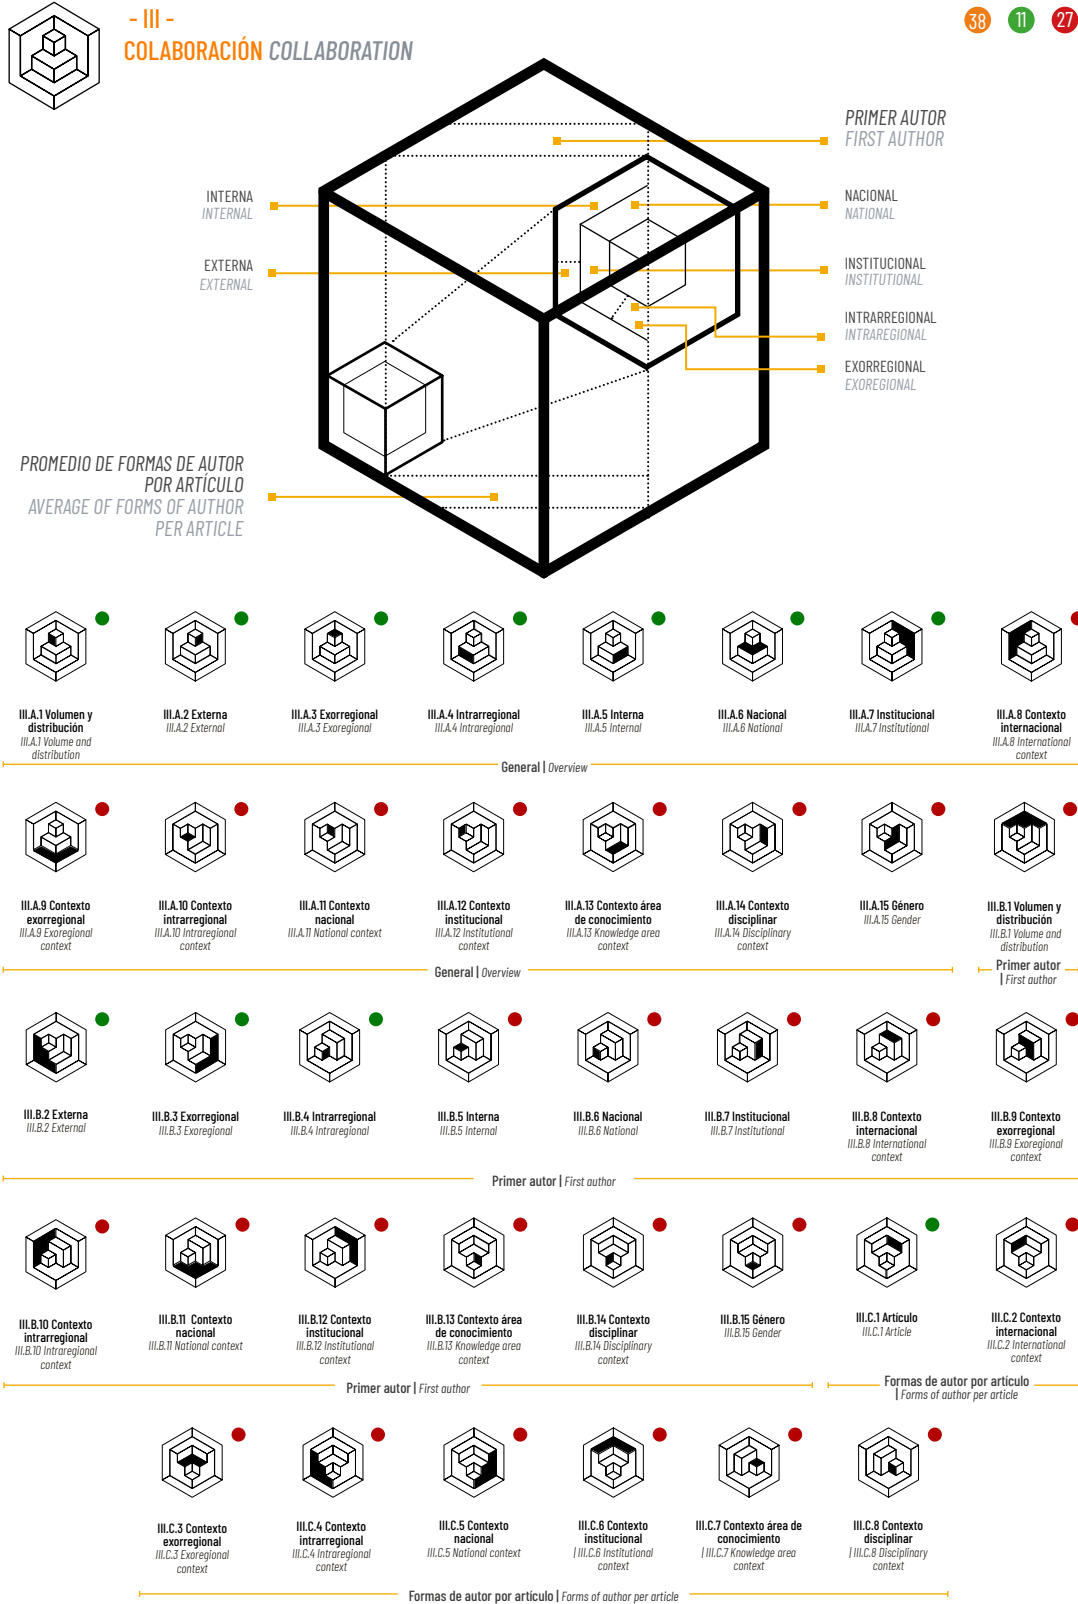 - III -
COLABORACIÓN COLLABORATION
38 11 27
PRIMER AUTOR
FIRST AUTHOR
INTERNA
INTERNAL
NACIONAL
NATIONAL
EXTERNA
EXTERNAL
INSTITUCIONAL
INSTITUTIONAL
INTRARREGIONAL
INTRAREGIONAL
EXORREGIONAL
EXOREGIONAL
PROMEDIO DE FORMAS DE AUTOR
POR ARTÍCULO
AVERAGE OF FORMS OF AUTHOR
PER ARTICLE
III.A.1 Volumen y
distribución
III.A.1 Volume and
distribution
III.A.2 Externa
III.A.2 External
III.A.3 Exorregional
III.A.3 Exoregional
III.A.4 Intrarregional
III.A.4 Intraregional
III.A.5 Interna
III.A.5 Internal
III.A.6 Nacional
III.A.6 National
III.A.7 Institucional
III.A.7 Institutional
III.A.8 Contexto
internacional
III.A.8 International
context
General | Overview
III.A.9 Contexto
exorregional
III.A.9 Exoregional
context
III.A.10 Contexto
intrarregional
III.A.10 Intraregional
context
III.A.11 Contexto
nacional
III.A.11 National context
III.A.12 Contexto
institucional
III.A.12 Institutional
context
III.A.13 Contexto área
de conocimiento
III.A.13 Knowledge area
context
III.A.14 Contexto
disciplinar
III.A.14 Disciplinary
context
III.A.15 Género
III.A.15 Gender
III.B.1 Volumen y
distribución
III.B.1 Volume and
distribution
General | Overview
Primer autor
| First author
III.B.2 Externa
III.B.2 External
III.B.3 Exorregional
III.B.3 Exoregional
III.B.4 Intrarregional
III.B.4 Intraregional
III.B.5 Interna
III.B.5 Internal
III.B.6 Nacional
III.B.6 National
III.B.7 Institucional
III.B.7 Institutional
III.B.8 Contexto
internacional
III.B.8 International
context
III.B.9 Contexto
exorregional
III.B.9 Exoregional
context
Primer autor | First author
III.B.10 Contexto
intrarregional
III.B.10 Intraregional
context
III.B.11 Contexto
nacional
III.B.11 National context
III.B.12 Contexto
institucional
III.B.12 Institutional
context
III.B.13 Contexto área
de conocimiento
III.B.13 Knowledge area
context
III.B.14 Contexto
disciplinar
III.B.14 Disciplinary
context
III.B.15 Género
III.B.15 Gender
III.C.1 Artículo
III.C.1 Article
III.C.2 Contexto
internacional
III.C.2 International
context
Primer autor | First author
Formas de autor por artículo
| Forms of author per article
III.C.3 Contexto
exorregional
III.C.3 Exoregional
context
III.C.4 Contexto
intrarregional
III.C.4 Intraregional
context
III.C.5 Contexto
nacional
III.C.5 National context
III.C.6 Contexto
institucional
| III.C.6 Institutional
context
III.C.7 Contexto área de
conocimiento
| III.C.7 Knowledge area
context
III.C.8 Contexto
disciplinar
| III.C.8 Disciplinary
context
Formas de autor por artículo | Forms of author per article